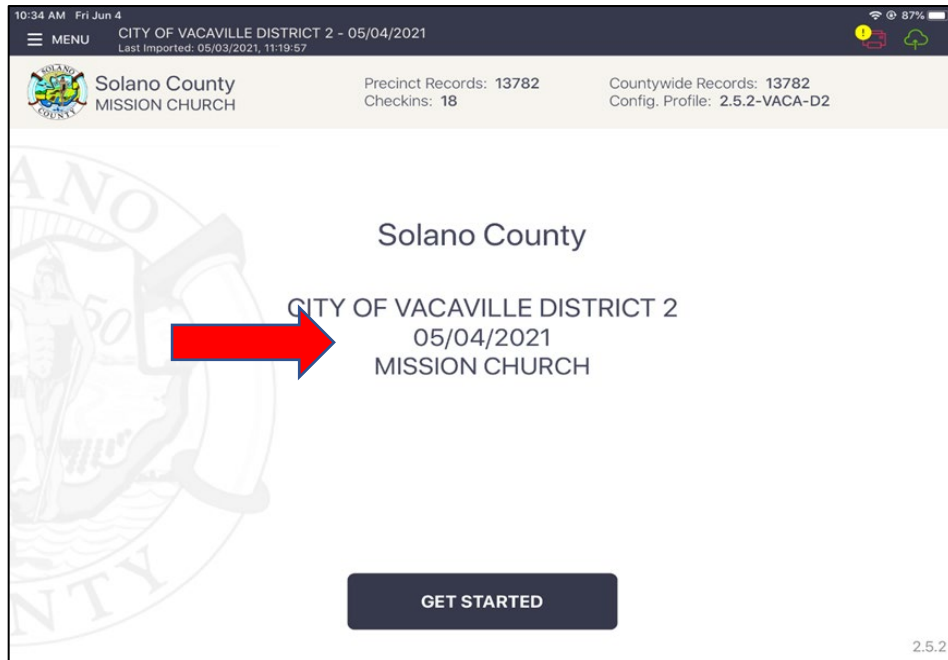 10:34 AM Fri Jun 4
87%
MENU
CITY OF VACAVILLE DISTRICT 2 - 05/04/2021
Last Imported: 05/03/2021, 11:19:57
SOLANO
COUNTY
Solano County
MISSION CHURCH
Precinct Records: 13782
Checkins: 18
Countywide Records: 13782
Config. Profile: 2.5.2-VACA-D2
Solano County
CITY OF VACAVILLE DISTRICT 2
05/04/2021
MISSION CHURCH
GET STARTED
2.5.2